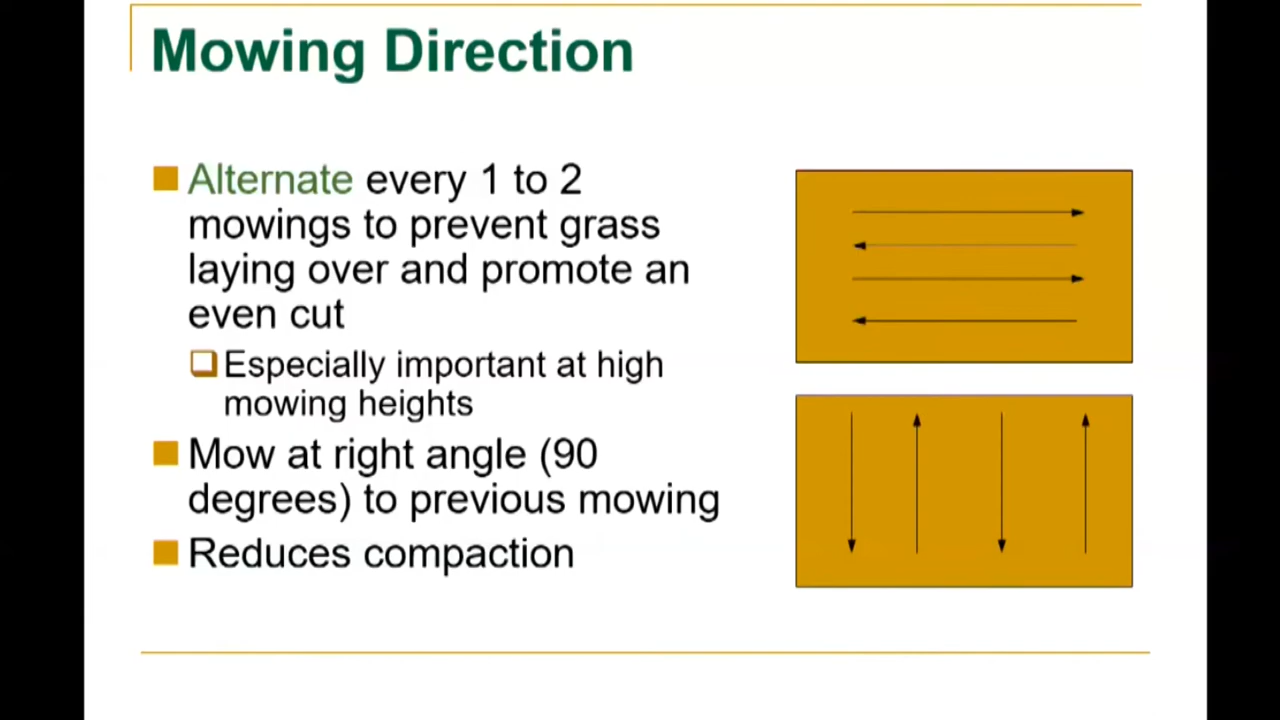 Mowing Direction
Alternate every 1 to 2
mowings to prevent grass
laying over and promote an
even cut
Especially important at high
mowing heights
Mow at right angle (90
degrees) to previous mowing
Reduces compaction